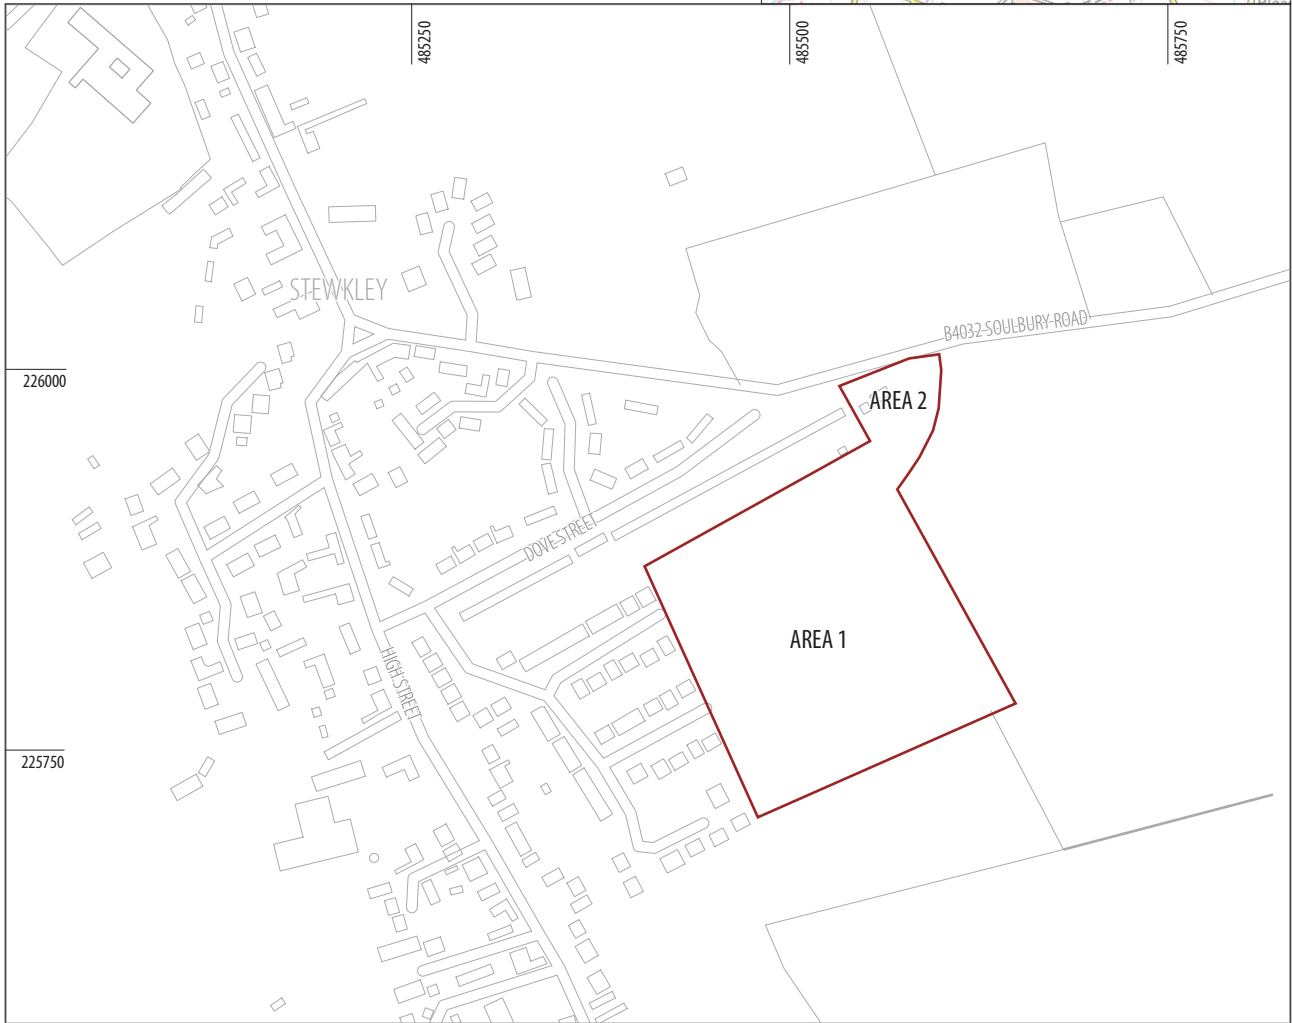 485250
485500
485750
STEWKLEY
B4032 SOULBURY ROAD
226000
AREA 2
DOVE STREET
AREA 1
HIGH STREET
225750